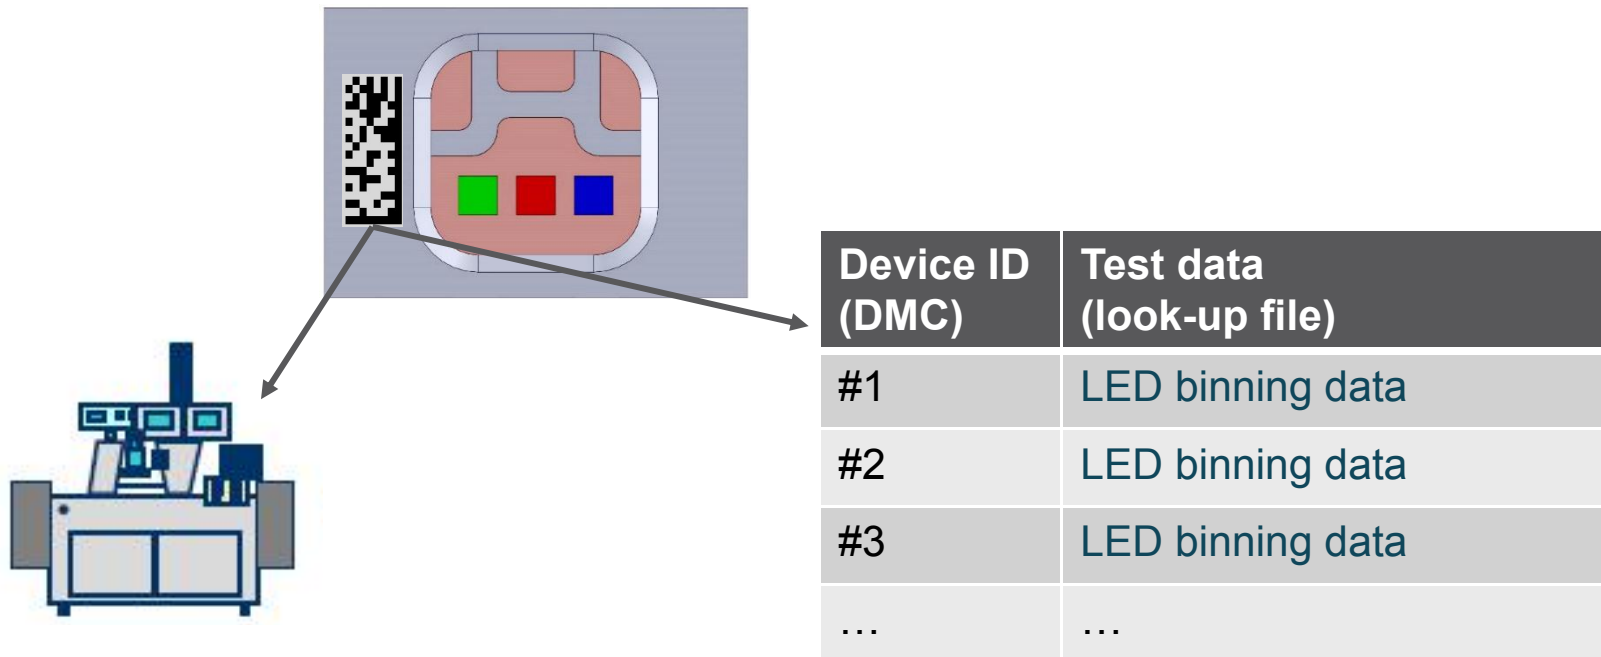 Device ID
(DMC)
Test data
(look-up file)
#1
LED binning data
#2
LED binning data
#3
LED binning data
…
…